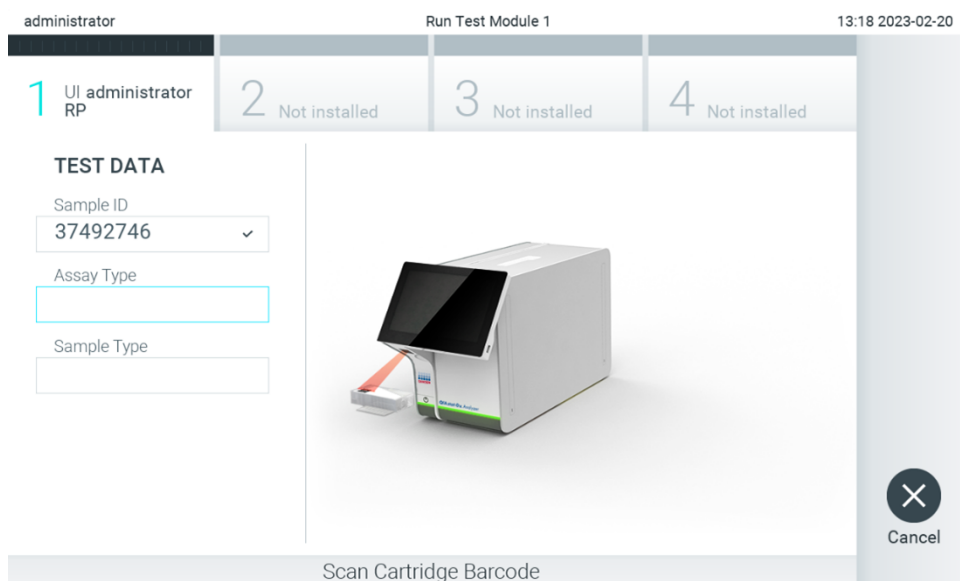 administrator Run Test Module 1 13:18 2023-02-20
1 UI administrator RP
2 Not installed
3 Not installed
4 Not installed
TEST DATA
Sample ID
37492746
Assay Type
Sample Type
Cancel
Scan Cartridge Barcode